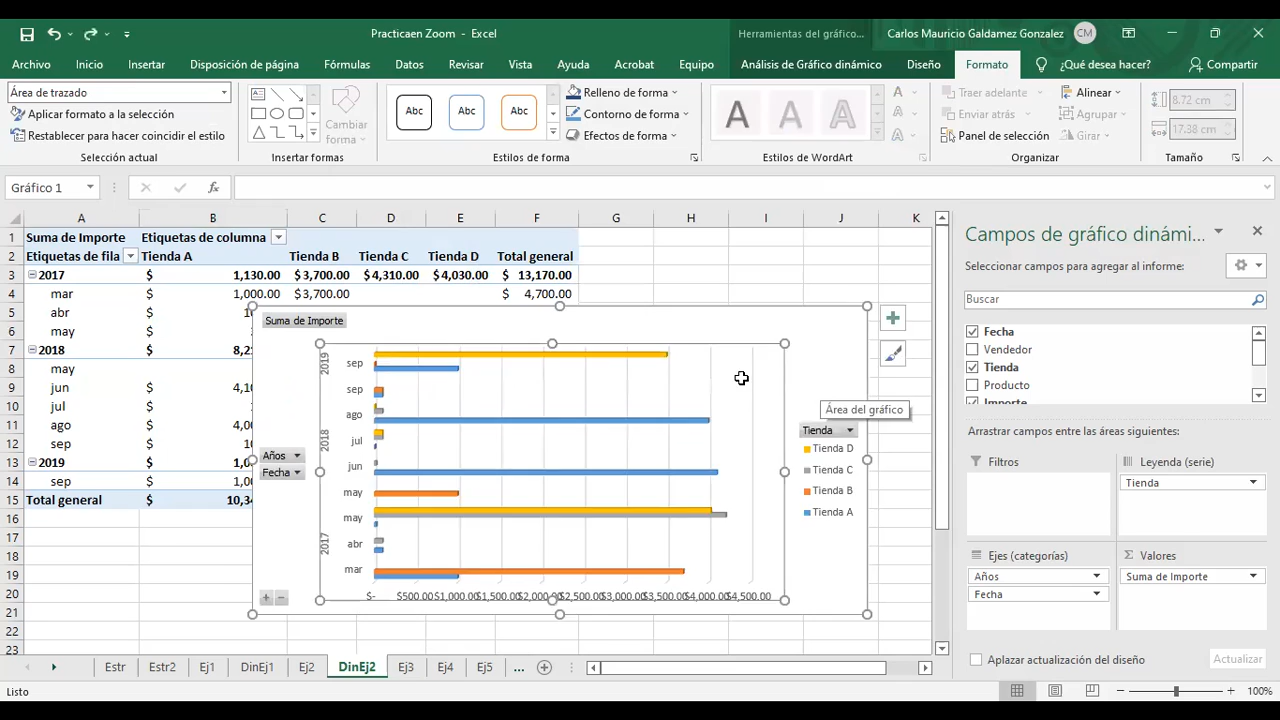 Practicaen Zoom - Excel
Herramientas del gráfico...
Carlos Mauricio Galdamez Gonzalez
CM
Archivo
Inicio
Insertar
Disposición de página
Fórmulas
Datos
Revisar
Vista
Ayuda
Acrobat
Equipo
Análisis de Gráfico dinámico
Diseño
Formato
¿Qué desea hacer?
Compartir
Área de trazado
Aplicar formato a la selección
Restablecer para hacer coincidir el estilo
Selección actual
Cambiar
forma
Insertar formas
Abc
Abc
Abc
Relleno de forma
Contorno de forma
Efectos de forma
Estilos de forma
A
A
A
Estilos de WordArt
Traer adelante
Enviar atrás
Panel de selección
Alinear
Agrupar
Girar
Organizar
8.72 cm
17.38 cm
Tamaño
Gráfico 1
fx
A B C D E F G H I J K
1 Suma de Importe Etiquetas de columna
2 Etiquetas de fila Tienda A Tienda B Tienda C Tienda D Total general
3 2017 $ 1,130.00 $3,700.00 $4,310.00 $4,030.00 $ 13,170.00
4 mar $ 1,000.00 $3,700.00 $ 4,700.00
5 abr $
6 may $
7 2018 $
8 may
9 jun $
10 jul $
11 ago $
12 sep $
13 2019 $
14 sep $
15 Total general $
16
17
18
19
20
21
22
23
Suma de Importe
2019
sep
sep
ago
2018
jul
jun
may
may
2017
abr
mar
$- $500.00 $1,000.00 $1,500.00 $2,000.00 $2,500.00 $3,000.00 $3,500.00 $4,000.00 $4,500.00
Años
Fecha
Área del gráfico
Tienda
Tienda D
Tienda C
Tienda B
Tienda A
Campos de gráfico dinámi...
Seleccionar campos para agregar al informe:
Buscar
Fecha
Vendedor
Tienda
Producto
Importe
Arrastrar campos entre las áreas siguientes:
Filtros
Leyenda (serie)
Tienda
Ejes (categorías)
Años
Fecha
Σ Valores
Suma de Importe
Aplazar actualización del diseño
Actualizar
Estr
Estr2
Ej1
DinEj1
Ej2
DinEj2
Ej3
Ej4
Ej5
...
Listo
100%